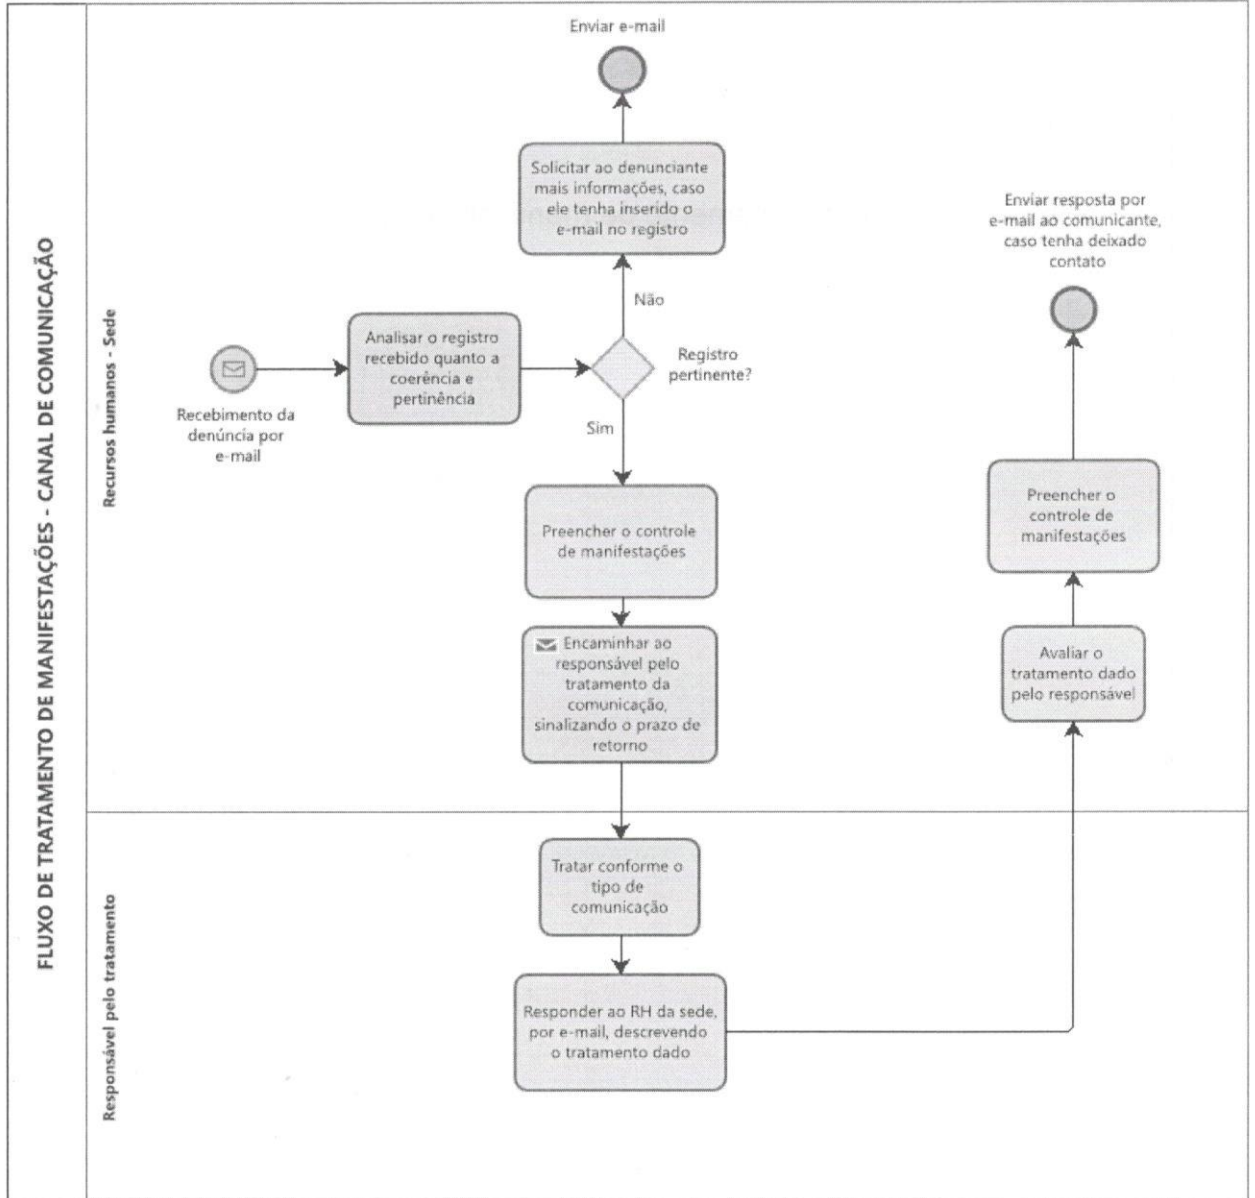 FLUXO DE TRATAMENTO DE MANIFESTAÇÕES - CANAL DE COMUNICAÇÃO
Recursos humanos - Sede
Enviar e-mail
Solicitar ao denunciante
mais informações, caso
ele tenha inserido o
e-mail no registro
Não
Recebimento da
denúncia por
e-mail
Analisar o registro
recebido quanto a
coerência e
pertinência
Registro
pertinente?
Sim
Preencher o controle
de manifestações
Encaminhar ao
responsável pelo
tratamento da
comunicação,
sinalizando o prazo de
retorno
Responsável pelo tratamento
Tratar conforme o
tipo de
comunicação
Responder ao RH da sede,
por e-mail, descrevendo
o tratamento dado
Avaliar o
tratamento dado
pelo responsável
Preencher o
controle de
manifestações
Enviar resposta por
e-mail ao comunicante,
caso tenha deixado
contato